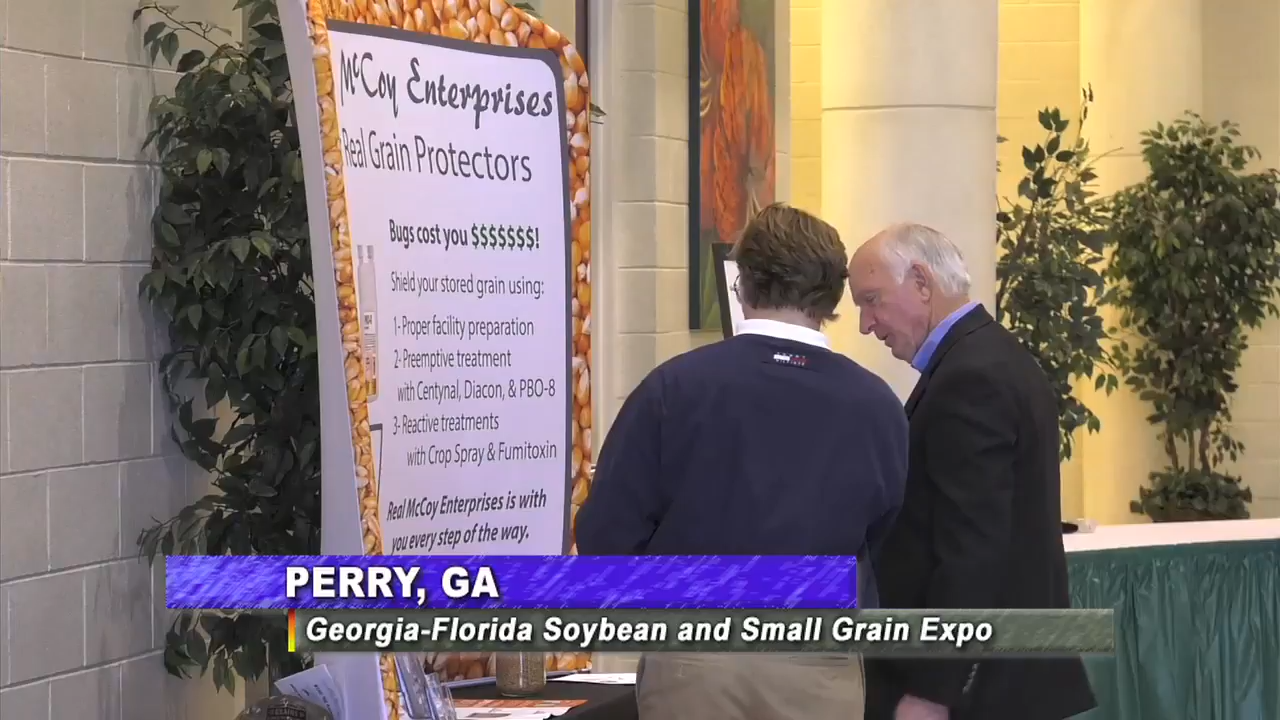 McCoy Enterprises
Real Grain Protectors
Bugs cost you $$$$$$$!
Shield your stored grain using:
1- Proper facility preparation
2- Preemptive treatment
with Centynal, Diacon, & PBO-8
3- Reactive treatments
with Crop Spray & Fumitoxin
Real McCoy Enterprises is with
you every step of the way.
PERRY, GA
Georgia-Florida Soybean and Small Grain Expo